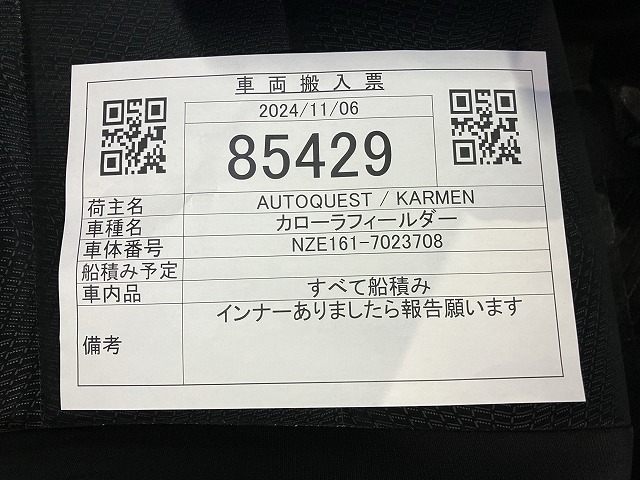 車両搬入票
2024/11/06
85429
荷主名 AUTOQUEST / KARMEN
車種名 カローラフィールダー
車体番号 NZE161-7023708
船積み予定
車内品 すべて船積み
備考 インナーありましたら報告願います